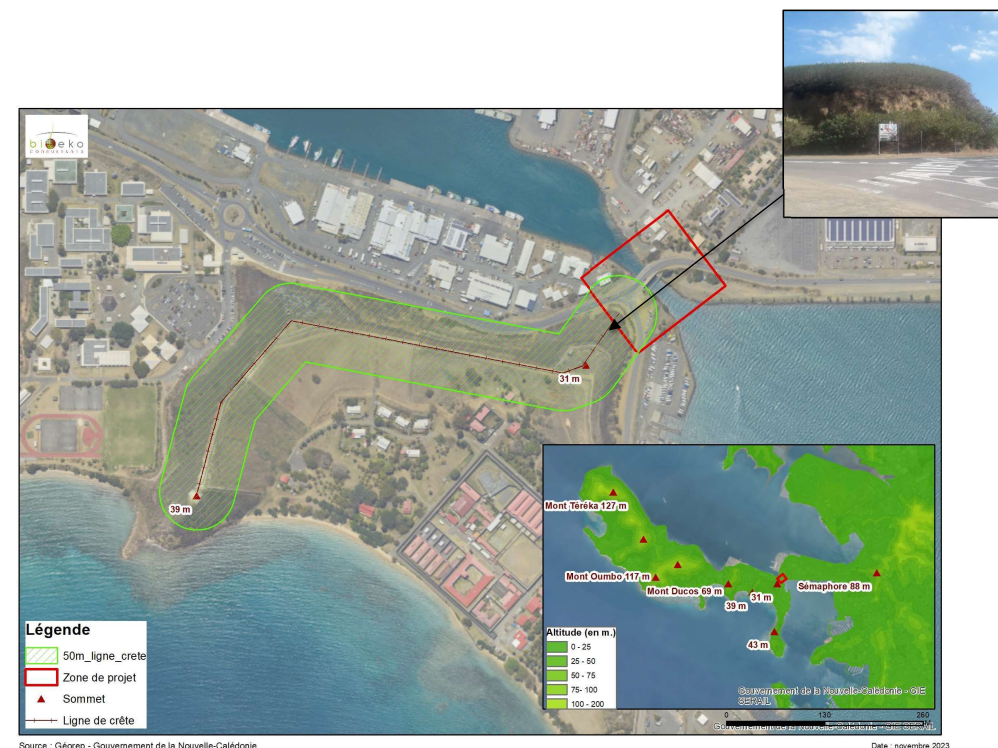 bioeko
CONSULTANTS
31 m
39 m
Légende
50m_ligne_crete
Zone de projet
Sommet
Ligne de crête
Mont Téréka 127 m
Mont Oumbo 117 m
Mont Ducos 69 m
39 m
31 m
Sémaphore 88 m
43 m
Altitude (en m.)
0 - 25
25 - 50
50 - 75
75- 100
100 - 200
Gouvernement de la Nouvelle-Calédonie - GIE
SERAIL
0 130 260
Source : Géorep - Gouvernement de la Nouvelle-Calédonie
Date : novembre 2023